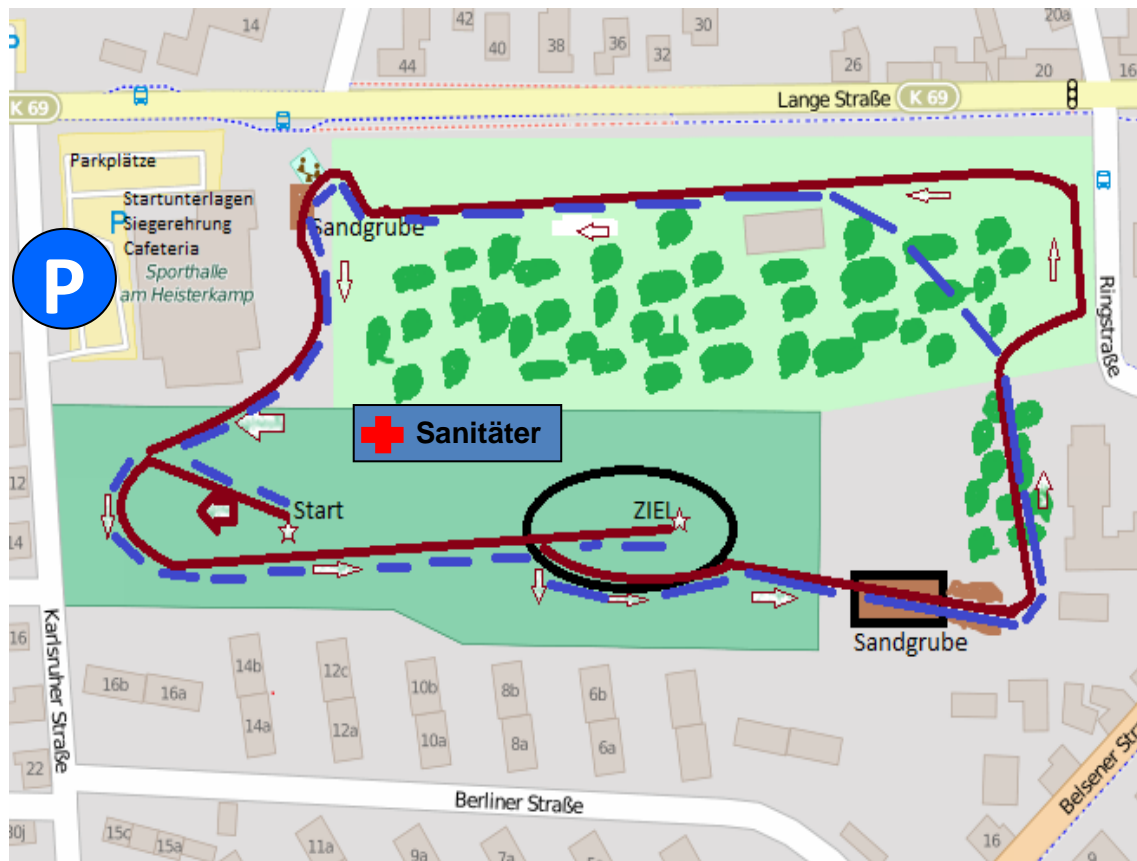 14
42
40
38
36
32
30
44
26
20
20a
16
P
K 69
Lange Straße
K 69
Parkplätze
Startunterlagen
P
Siegerehrung
Cafeteria
Sporthalle
am Heisterkamp
P
Sandgrube
Ringstraße
Sanitäter
Start
ZIEL
Sandgrube
12
14
16
22
Karlsruher Straße
16b
16a
14b
14a
12c
12a
10b
10a
8b
8a
6b
6a
Berliner Straße
Belsener Str
30j
15c
15a
11a
9a
7a
16
9